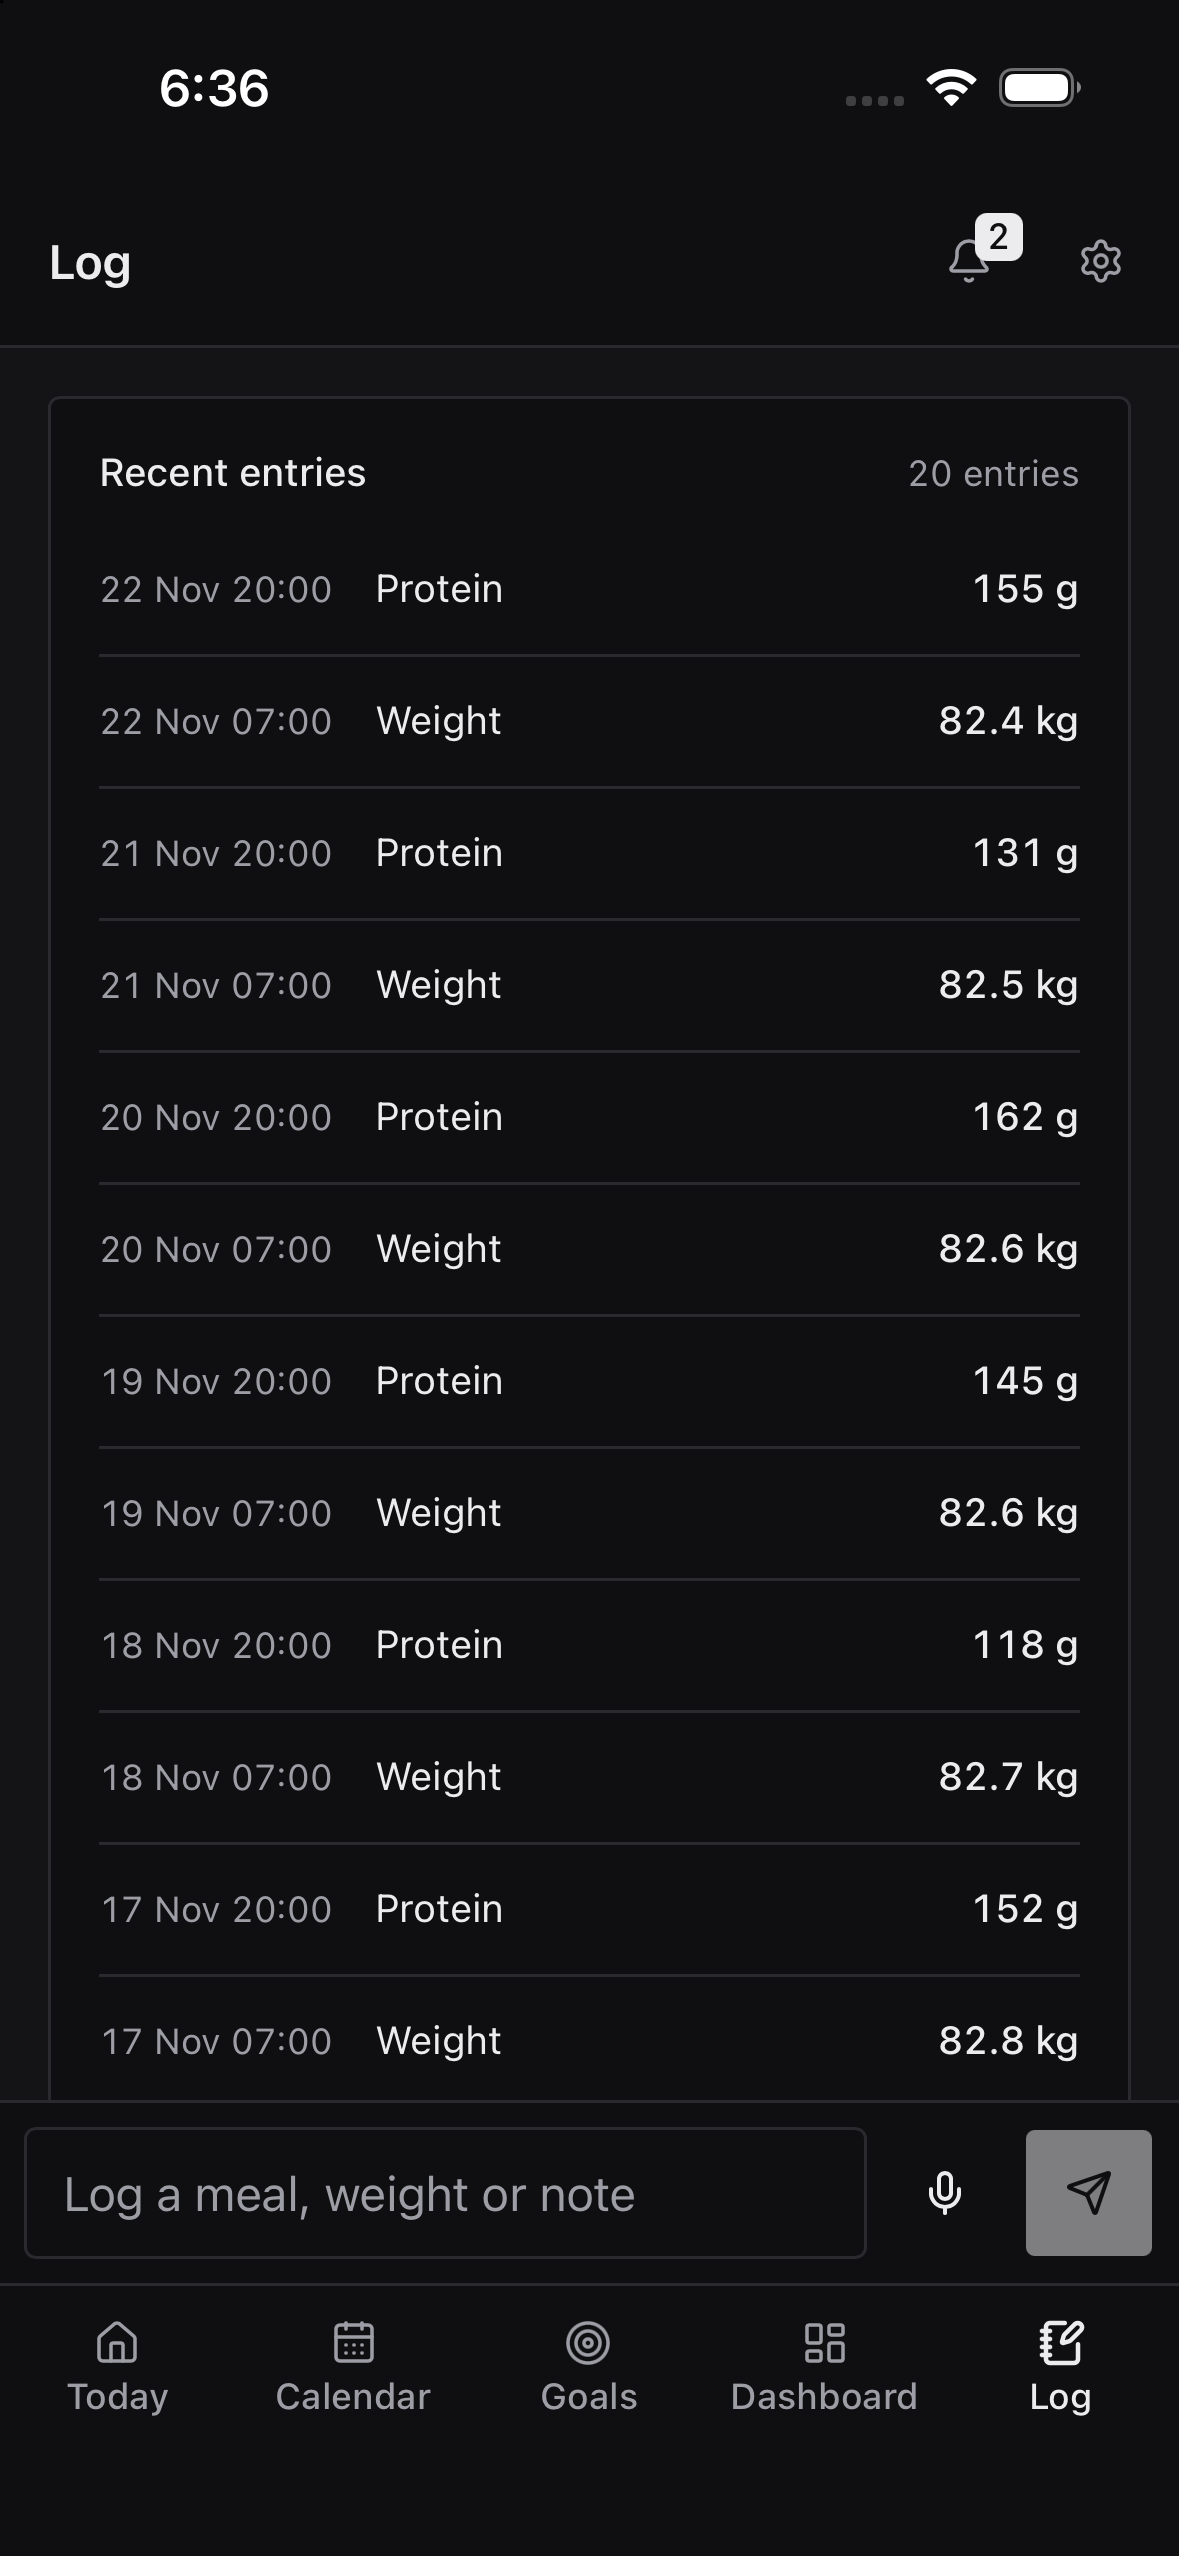 6:36
Log
2
Recent entries 20 entries
22 Nov 20:00 Protein 155 g
22 Nov 07:00 Weight 82.4 kg
21 Nov 20:00 Protein 131 g
21 Nov 07:00 Weight 82.5 kg
20 Nov 20:00 Protein 162 g
20 Nov 07:00 Weight 82.6 kg
19 Nov 20:00 Protein 145 g
19 Nov 07:00 Weight 82.6 kg
18 Nov 20:00 Protein 118 g
18 Nov 07:00 Weight 82.7 kg
17 Nov 20:00 Protein 152 g
17 Nov 07:00 Weight 82.8 kg
Log a meal, weight or note
Today Calendar Goals Dashboard Log